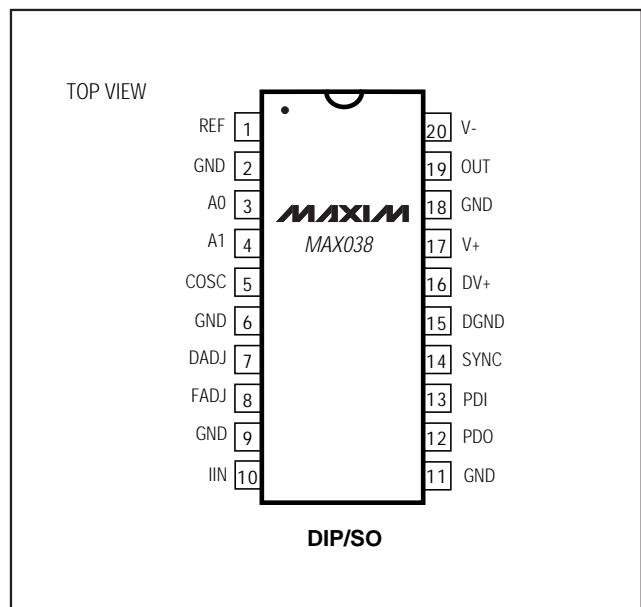 TOP VIEW
REF 1
GND 2
A0 3
A1 4
COSC 5
GND 6
DADJ 7
FADJ 8
GND 9
IIN 10
MAXIM
MAX038
20 V-
19 OUT
18 GND
17 V+
16 DV+
15 DGND
14 SYNC
13 PDI
12 PDO
11 GND
DIP/SO